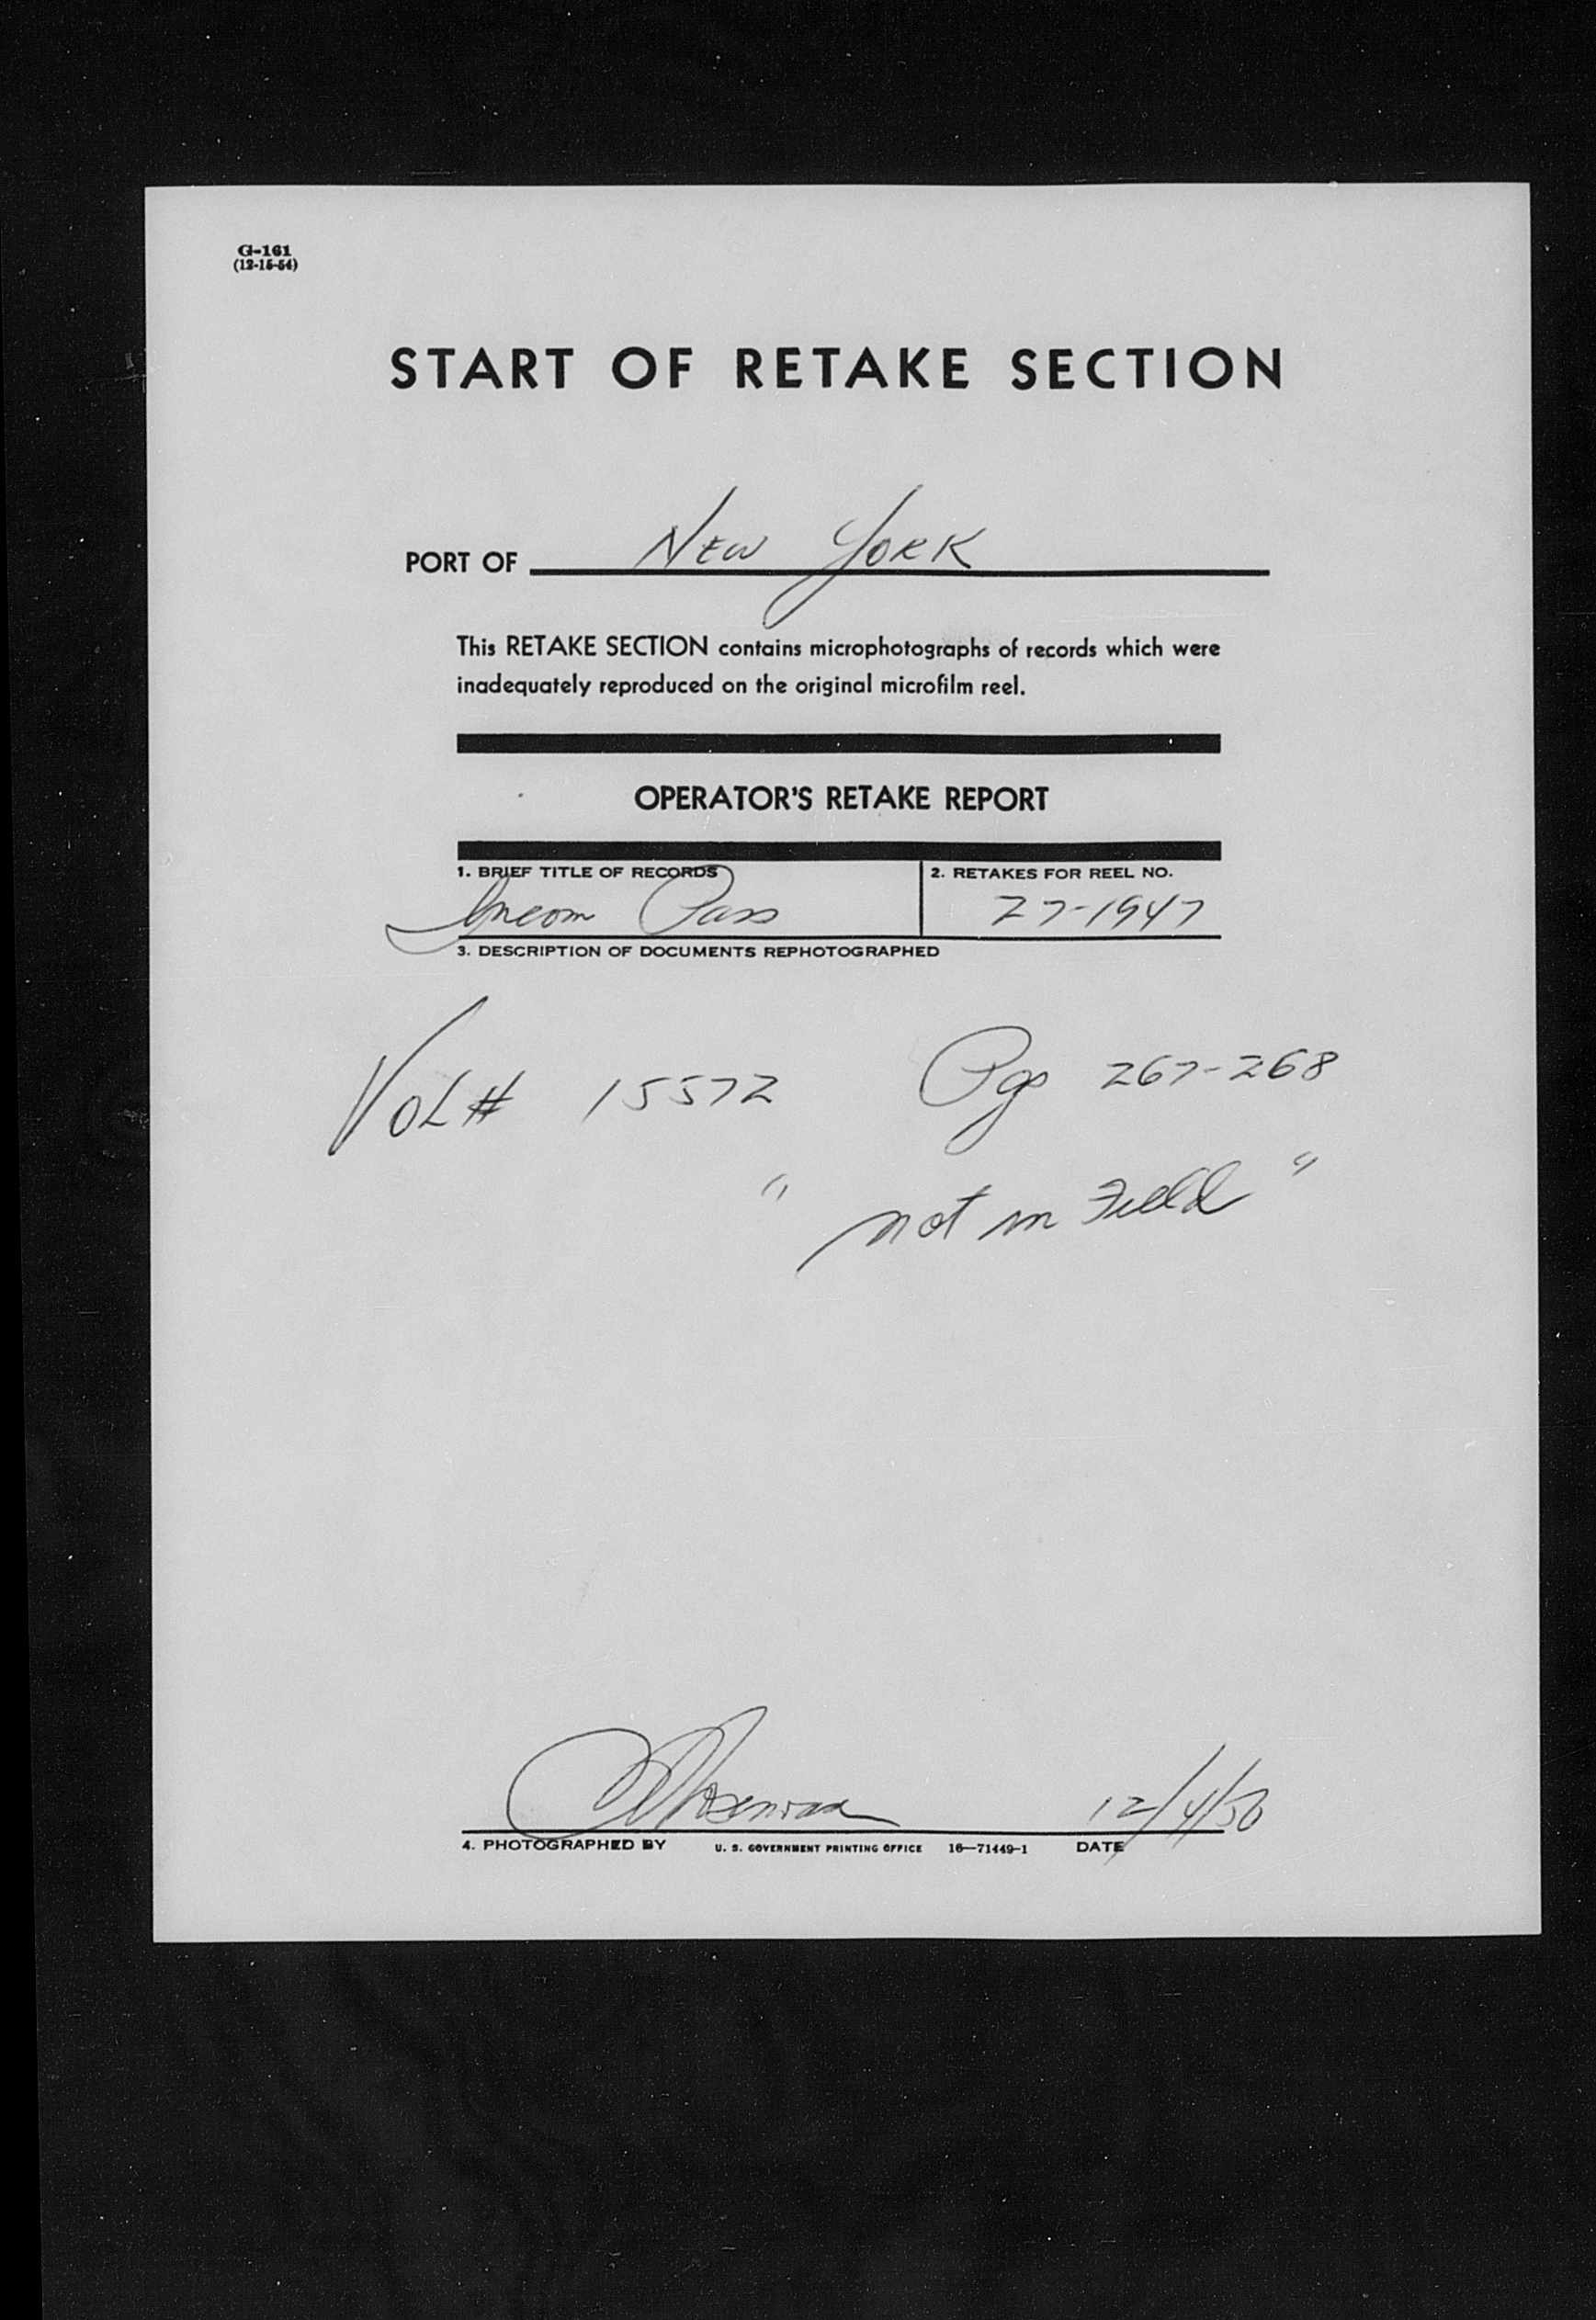 G-161
(12-15-54)
START OF RETAKE SECTION
PORT OF NEW YORK
This RETAKE SECTION contains microphotographs of records which were
inadequately reproduced on the original microfilm reel.
OPERATOR'S RETAKE REPORT
1. BRIEF TITLE OF RECORDS 2. RETAKES FOR REEL NO.
Incom Pass 27-1947
3. DESCRIPTION OF DOCUMENTS REPHOTOGRAPHED
VOL# 15572 Pgs 267-268
" not in Field "
12/4/56
4. PHOTOGRAPHED BY U. S. GOVERNMENT PRINTING OFFICE 16—71449-1 DATE